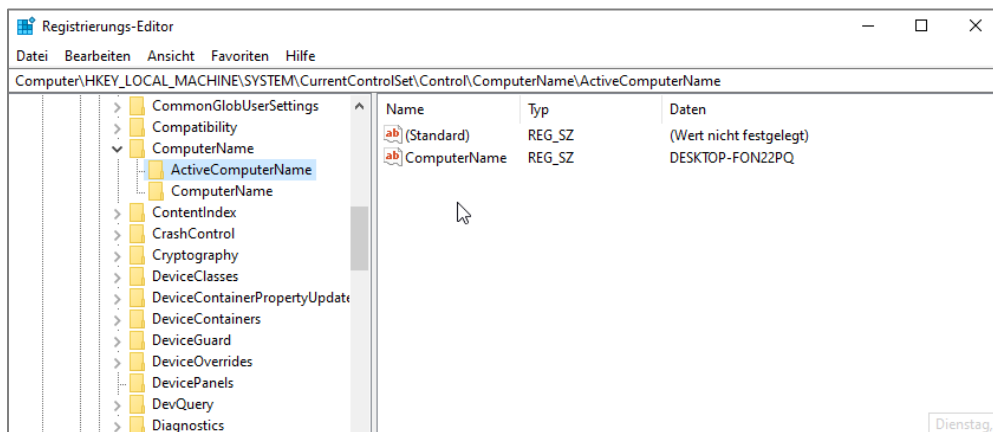 Registrierungs-Editor
Datei Bearbeiten Ansicht Favoriten Hilfe
Computer\HKEY_LOCAL_MACHINE\SYSTEM\CurrentControlSet\Control\ComputerName\ActiveComputerName
CommonGlobUserSettings
Compatibility
ComputerName
ActiveComputerName
ComputerName
ContentIndex
CrashControl
Cryptography
DeviceClasses
DeviceContainerPropertyUpdate
DeviceContainers
DeviceGuard
DeviceOverrides
DevicePanels
DevQuery
Diagnostics
Name Typ Daten
(Standard) REG_SZ (Wert nicht festgelegt)
ComputerName REG_SZ DESKTOP-FON22PQ
Dienstag,